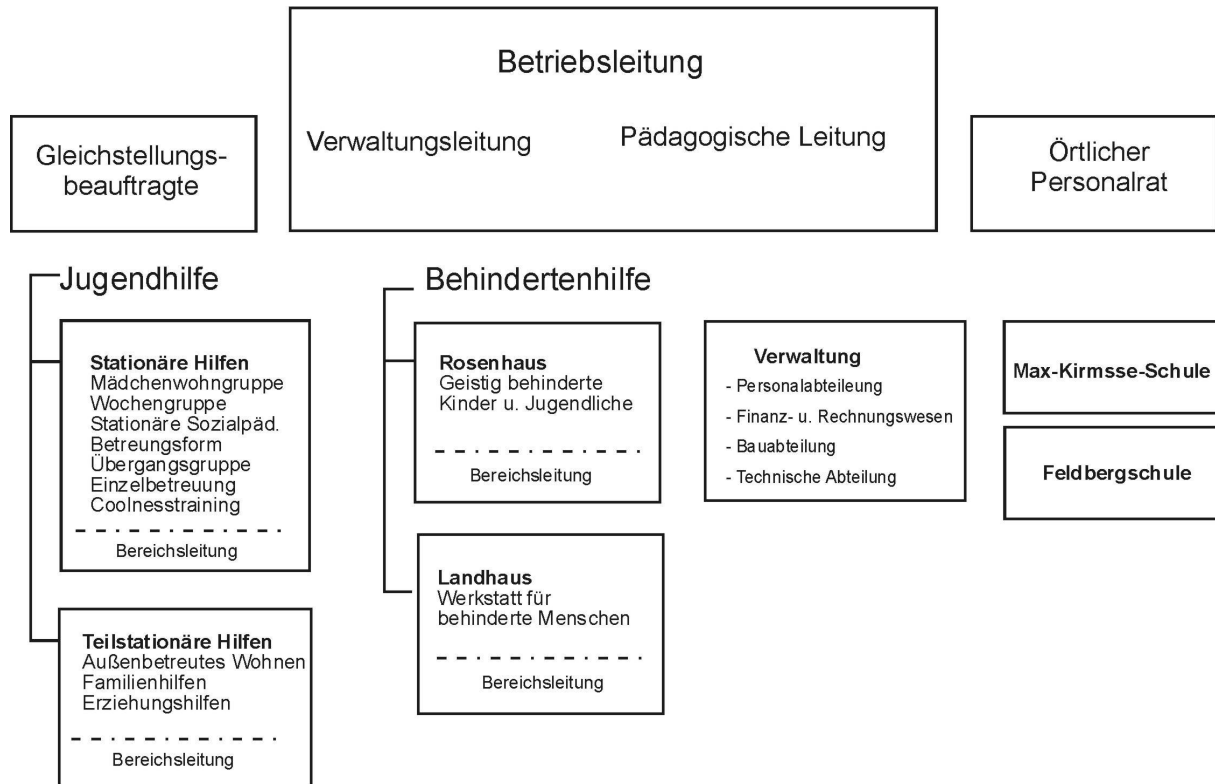 Betriebsleitung
Verwaltungsleitung
Pädagogische Leitung
Gleichstellungs-
beauftragte
Örtlicher
Personalrat
Jugendhilfe
Stationäre Hilfen
Mädchenwohngruppe
Wochengruppe
Stationäre Sozialpäd.
Betreungsform
Übergangsgruppe
Einzelbetreuung
Coolnesstraining
Bereichsleitung
Teilstationäre Hilfen
Außenbetreutes Wohnen
Familienhilfen
Erziehungshilfen
Bereichsleitung
Behindertenhilfe
Rosenhaus
Geistig behinderte
Kinder u. Jugendliche
Bereichsleitung
Landhaus
Werkstatt für
behinderte Menschen
Bereichsleitung
Verwaltung
- Personalabteileung
- Finanz- u. Rechnungswesen
- Bauabteilung
- Technische Abteilung
Max-Kirmsse-Schule
Feldbergschule